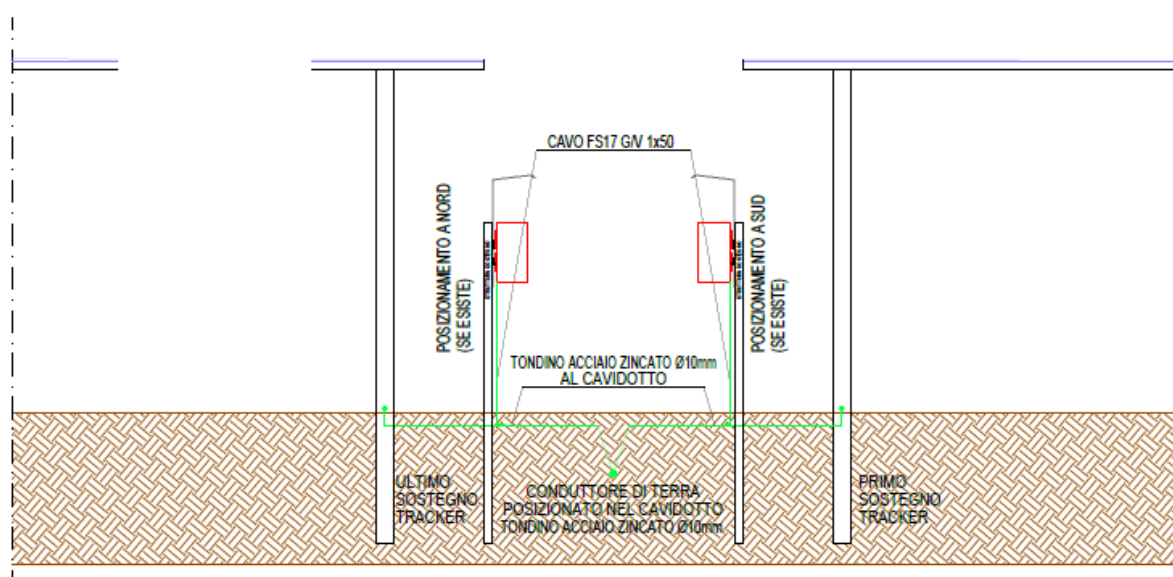 CAVO FS17 G/V 1x50
POSIZIONAMENTO A NORD
(SE ESISTE)
POSIZIONAMENTO A SUD
(SE ESISTE)
TONDINO ACCIAIO ZINCATO Ø10mm
AL CAVIDOTTO
ULTIMO
SOSTEGNO
TRACKER
CONDUTTORE DI TERRA
POSIZIONATO NEL CAVIDOTTO
TONDINO ACCIAIO ZINCATO Ø10mm
PRIMO
SOSTEGNO
TRACKER